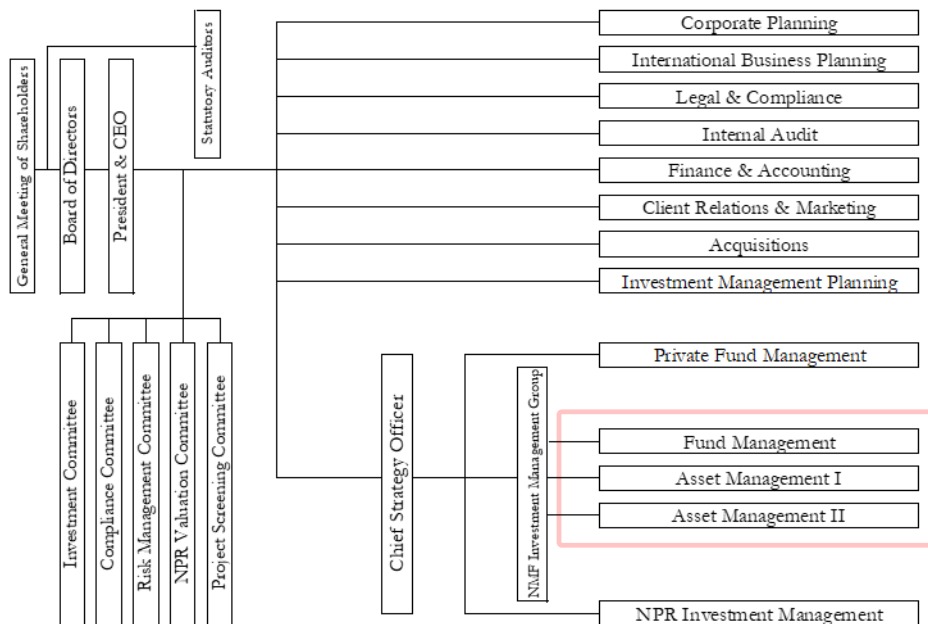 General Meeting of Shareholders
Board of Directors
President & CEO
Statutory Auditors
Corporate Planning
International Business Planning
Legal & Compliance
Internal Audit
Finance & Accounting
Client Relations & Marketing
Acquisitions
Investment Management Planning
Investment Committee
Compliance Committee
Risk Management Committee
NPR Valuation Committee
Project Screening Committee
Chief Strategy Officer
Private Fund Management
NMF Investment Management Group
Fund Management
Asset Management I
Asset Management II
NPR Investment Management